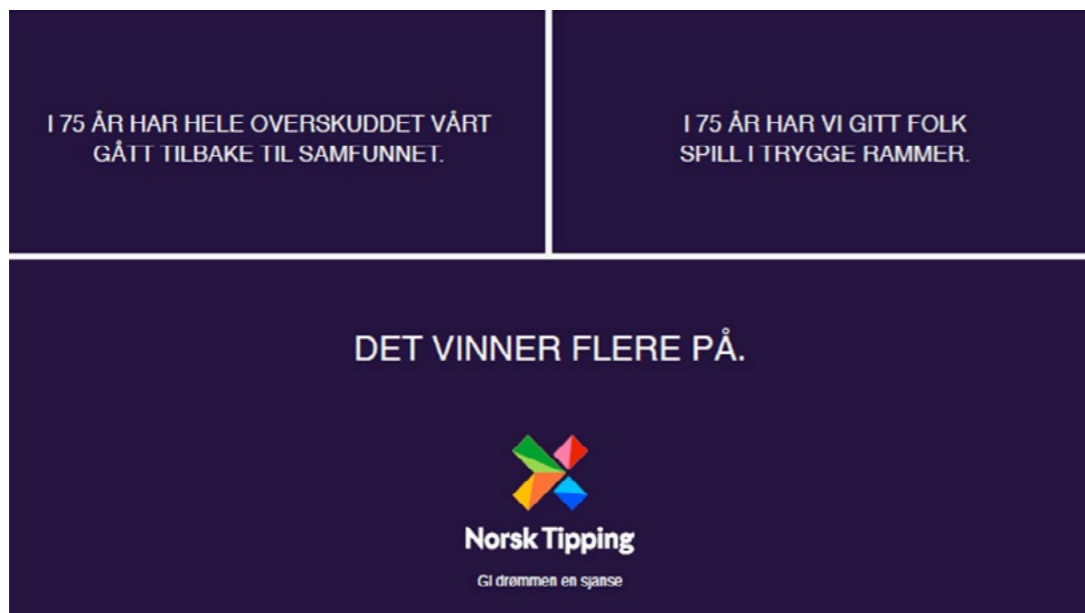 I 75 ÅR HAR HELE OVERSKUDDET VÅRT
GÅTT TILBAKE TIL SAMFUNNET.
I 75 ÅR HAR VI GITT FOLK
SPILL I TRYGGE RAMMER.
DET VINNER FLERE PÅ.
Norsk Tipping
Gi drømmen en sjanse